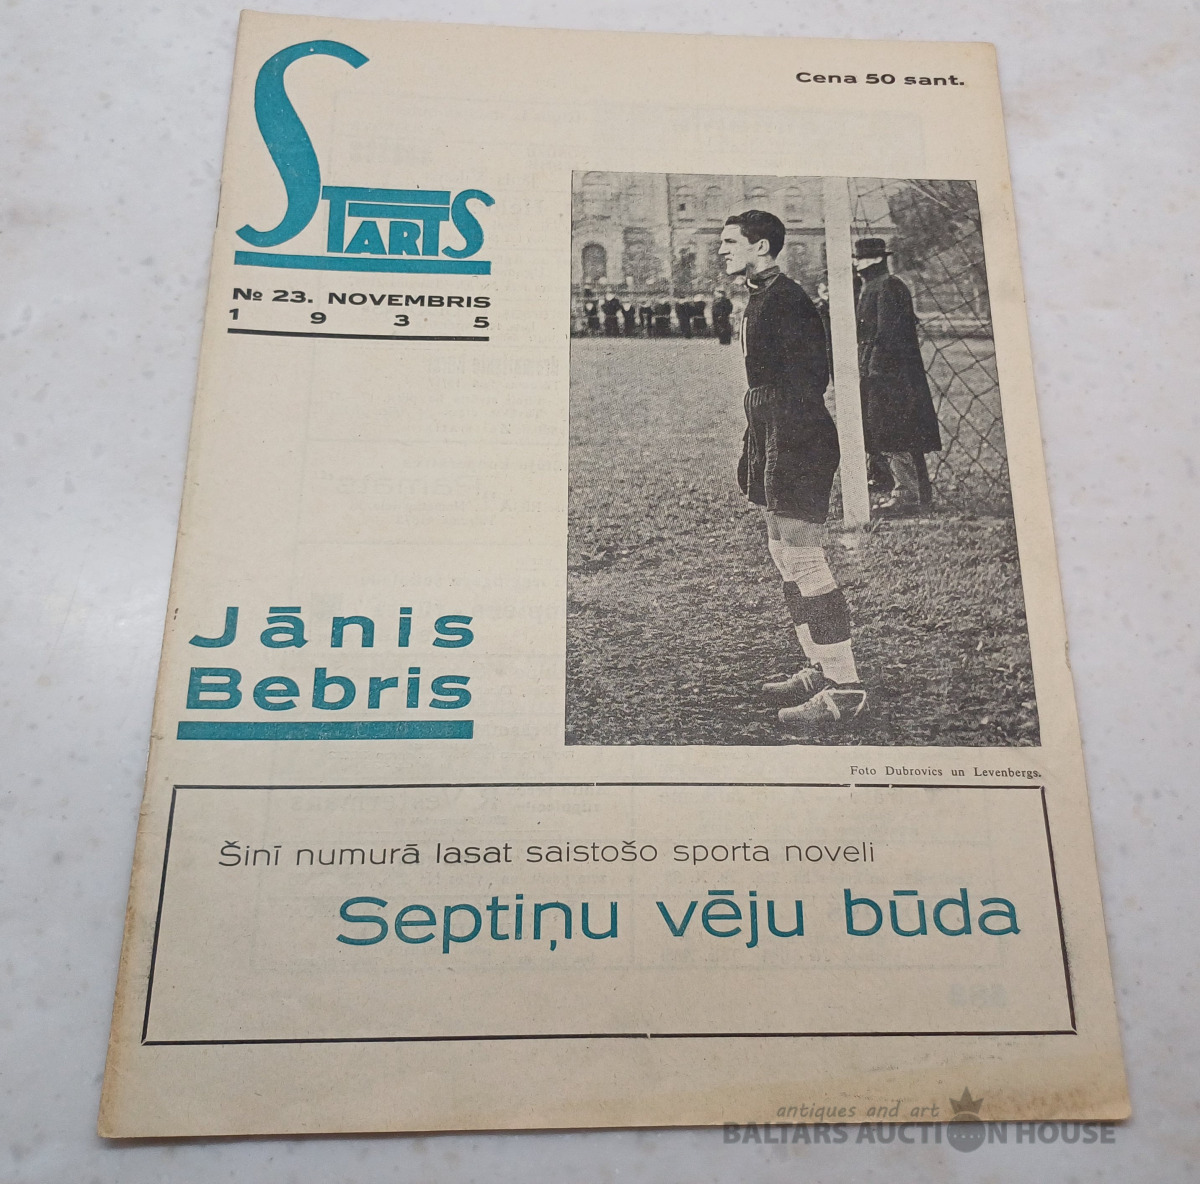 STARTS
Cena 50 sant.
№ 23. NOVEMBRIS
1 9 3 5
Jānis
Bebris
Foto Dubrovics un Levenbergs.
Šinī numurā lasat saistošo sporta noveli
Septiņu vēju būda
antiques and art
BALTARS AUCTION HOUSE